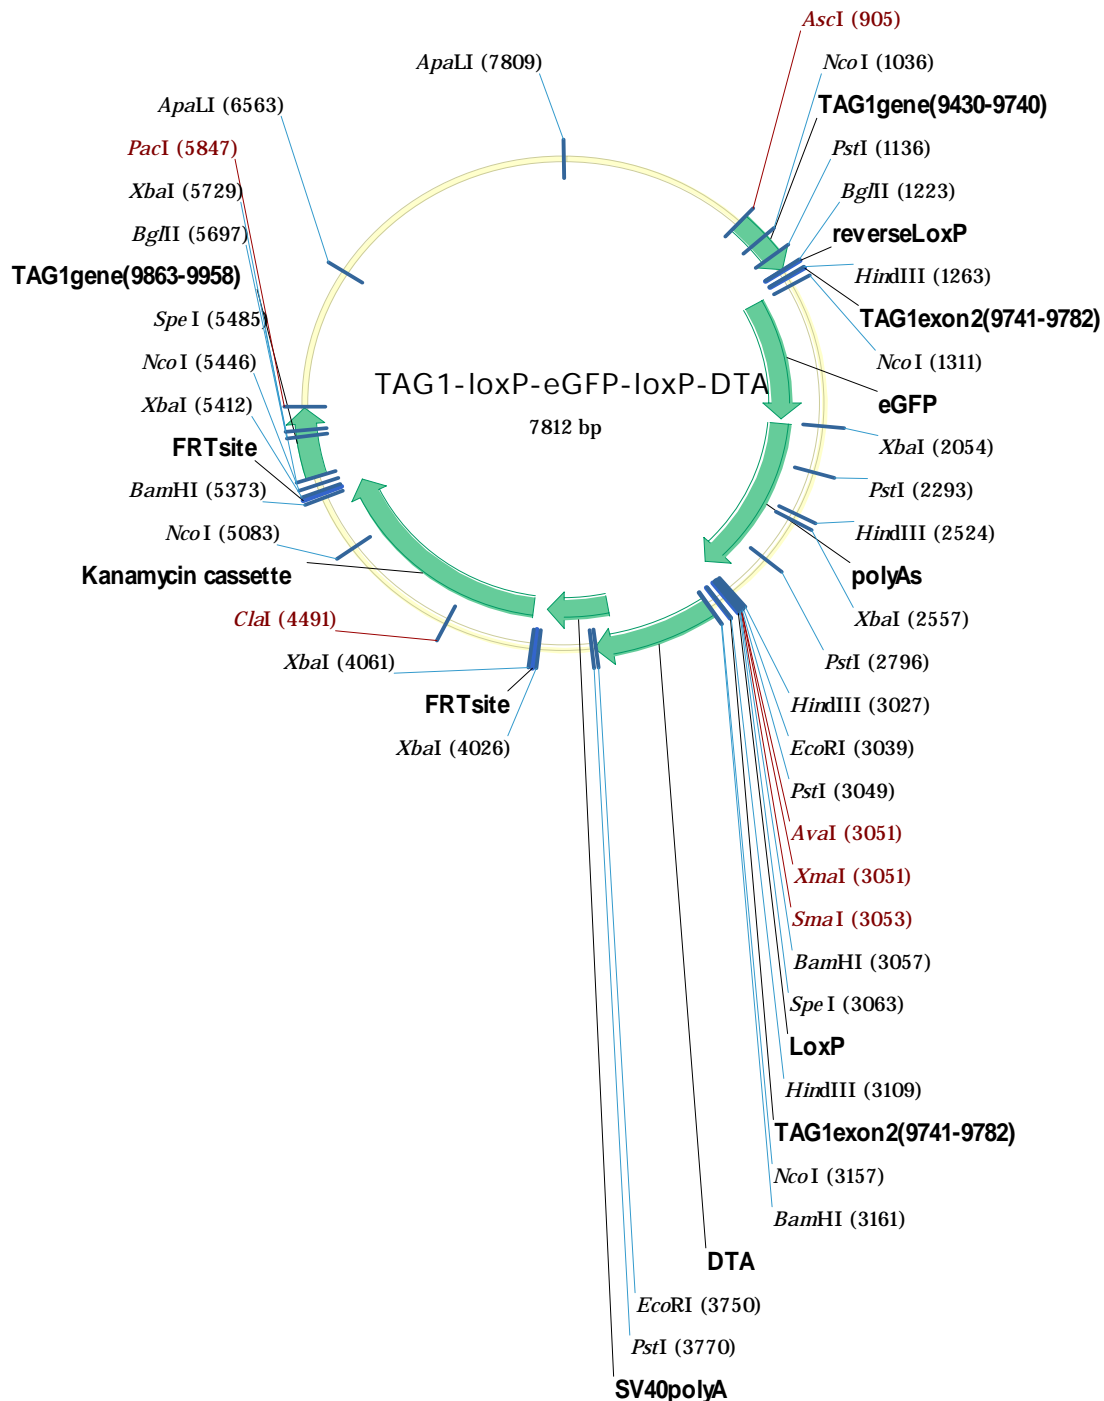 AscI (905)
ApaLI (7809)
NcoI (1036)
ApaLI (6563)
TAG1gene(9430-9740)
PacI (5847)
PstI (1136)
XbaI (5729)
BglII (1223)
BglII (5697)
reverseLoxP
TAG1gene(9863-9958)
HindIII (1263)
SpeI (5485)
TAG1exon2(9741-9782)
NcoI (5446)
NcoI (1311)
TAG1-loxP-eGFP-loxP-DTA
XbaI (5412)
eGFP
7812 bp
FRTsite
XbaI (2054)
BamHI (5373)
PstI (2293)
NcoI (5083)
HindIII (2524)
Kanamycin cassette
polyAs
ClaI (4491)
XbaI (2557)
XbaI (4061)
PstI (2796)
FRTsite
HindIII (3027)
XbaI (4026)
EcoRI (3039)
PstI (3049)
AvaI (3051)
XmaI (3051)
SmaI (3053)
BamHI (3057)
SpeI (3063)
LoxP
HindIII (3109)
TAG1exon2(9741-9782)
NcoI (3157)
BamHI (3161)
DTA
EcoRI (3750)
PstI (3770)
SV40polyA